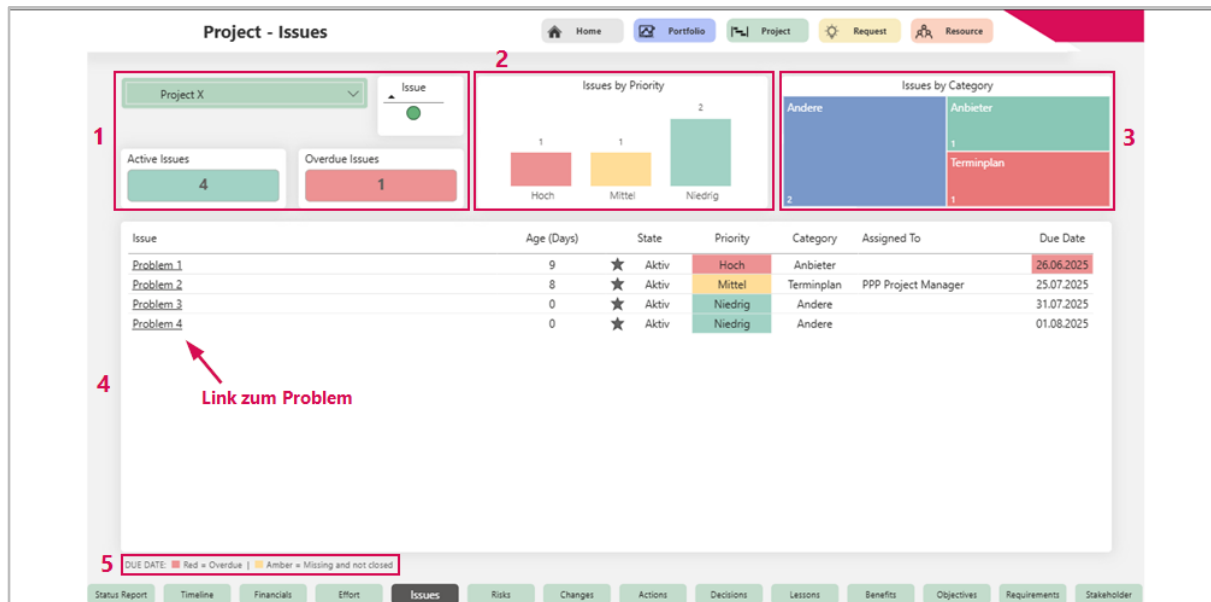 Project - Issues
Home
Portfolio
Project
Request
Resource
1
Project X
Issue
Active Issues
4
Overdue Issues
1
2
Issues by Priority
1
1
2
Hoch
Mittel
Niedrig
3
Issues by Category
Andere
2
Anbieter
1
Terminplan
1
4
Issue Age (Days) State Priority Category Assigned To Due Date
Problem 1 9 Aktiv Hoch Anbieter 26.06.2025
Problem 2 8 Aktiv Mittel Terminplan PPP Project Manager 25.07.2025
Problem 3 0 Aktiv Niedrig Andere 31.07.2025
Problem 4 0 Aktiv Niedrig Andere 01.08.2025
Link zum Problem
5
DUE DATE: Red = Overdue | Amber = Missing and not closed
Status Report Timeline Financials Effort Issues Risks Changes Actions Decisions Lessons Benefits Objectives Requirements Stakeholder